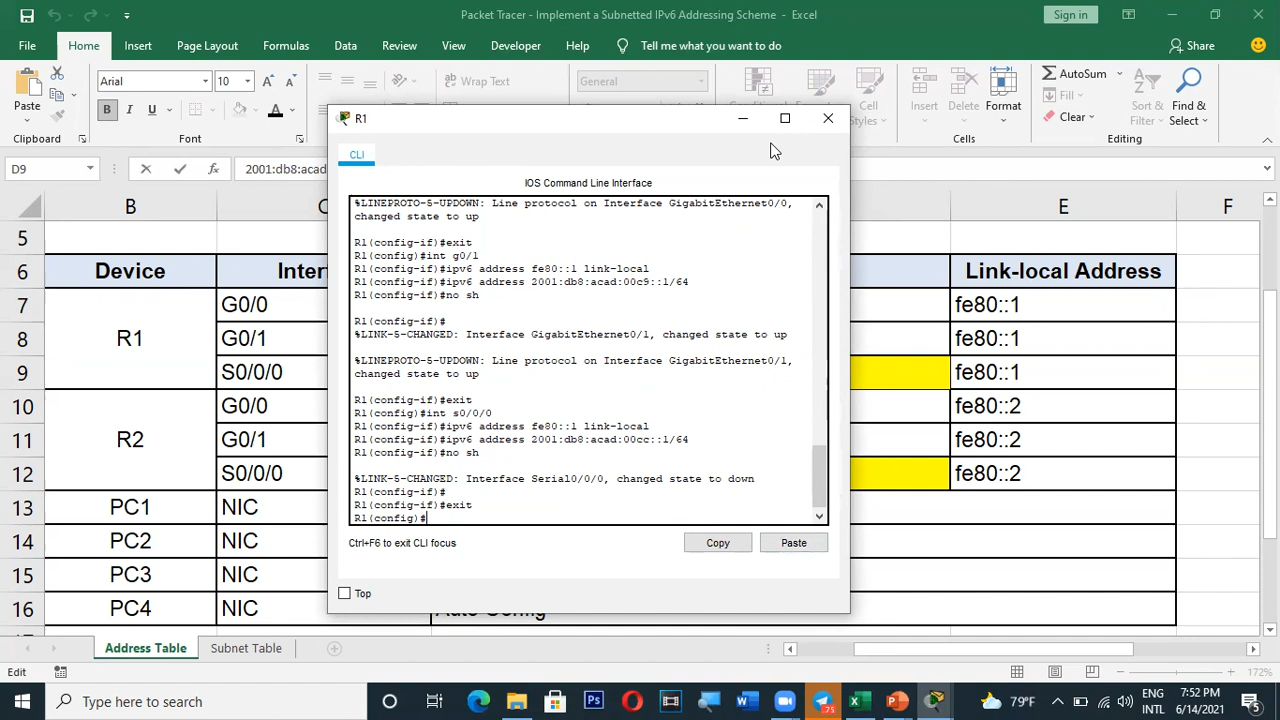 Packet Tracer - Implement a Subnetted IPv6 Addressing Scheme - Excel
Sign in
File Home Insert Page Layout Formulas Data Review View Developer Help Tell me what you want to do Share
Paste
Arial 10
B I U A
Wrap Text
General
Cell
Insert Delete Format
AutoSum
Fill
Clear
Sort &
Find & Select
Clipboard Font Cells Editing
D9 fx 2001:db8:acad
B C E F
R1
CLI
IOS Command Line Interface
%LINEPROTO-5-UPDOWN: Line protocol on Interface GigabitEthernet0/0,
changed state to up
R1(config-if)#exit
R1(config)#int g0/1
R1(config-if)#ipv6 address fe80::1 link-local
R1(config-if)#ipv6 address 2001:db8:acad:00c9::1/64
R1(config-if)#no sh
R1(config-if)#
%LINK-5-CHANGED: Interface GigabitEthernet0/1, changed state to up
%LINEPROTO-5-UPDOWN: Line protocol on Interface GigabitEthernet0/1,
changed state to up
R1(config-if)#exit
R1(config)#int s0/0/0
R1(config-if)#ipv6 address fe80::1 link-local
R1(config-if)#ipv6 address 2001:db8:acad:00cc::1/64
R1(config-if)#no sh
%LINK-5-CHANGED: Interface Serial0/0/0, changed state to down
R1(config-if)#
R1(config-if)#exit
R1(config)#
Ctrl+F6 to exit CLI focus
Copy Paste
Top
5
6 Device Link-local Address
7 G0/0 fe80::1
8 R1 G0/1 fe80::1
9 S0/0/0 fe80::1
10 G0/0 fe80::2
11 R2 G0/1 fe80::2
12 S0/0/0 fe80::2
13 PC1 NIC
14 PC2 NIC
15 PC3 NIC
16 PC4 NIC
Address Table Subnet Table
Edit 172%
Type here to search
75
79°F
ENG
INTL
7:52 PM
6/14/2021
5